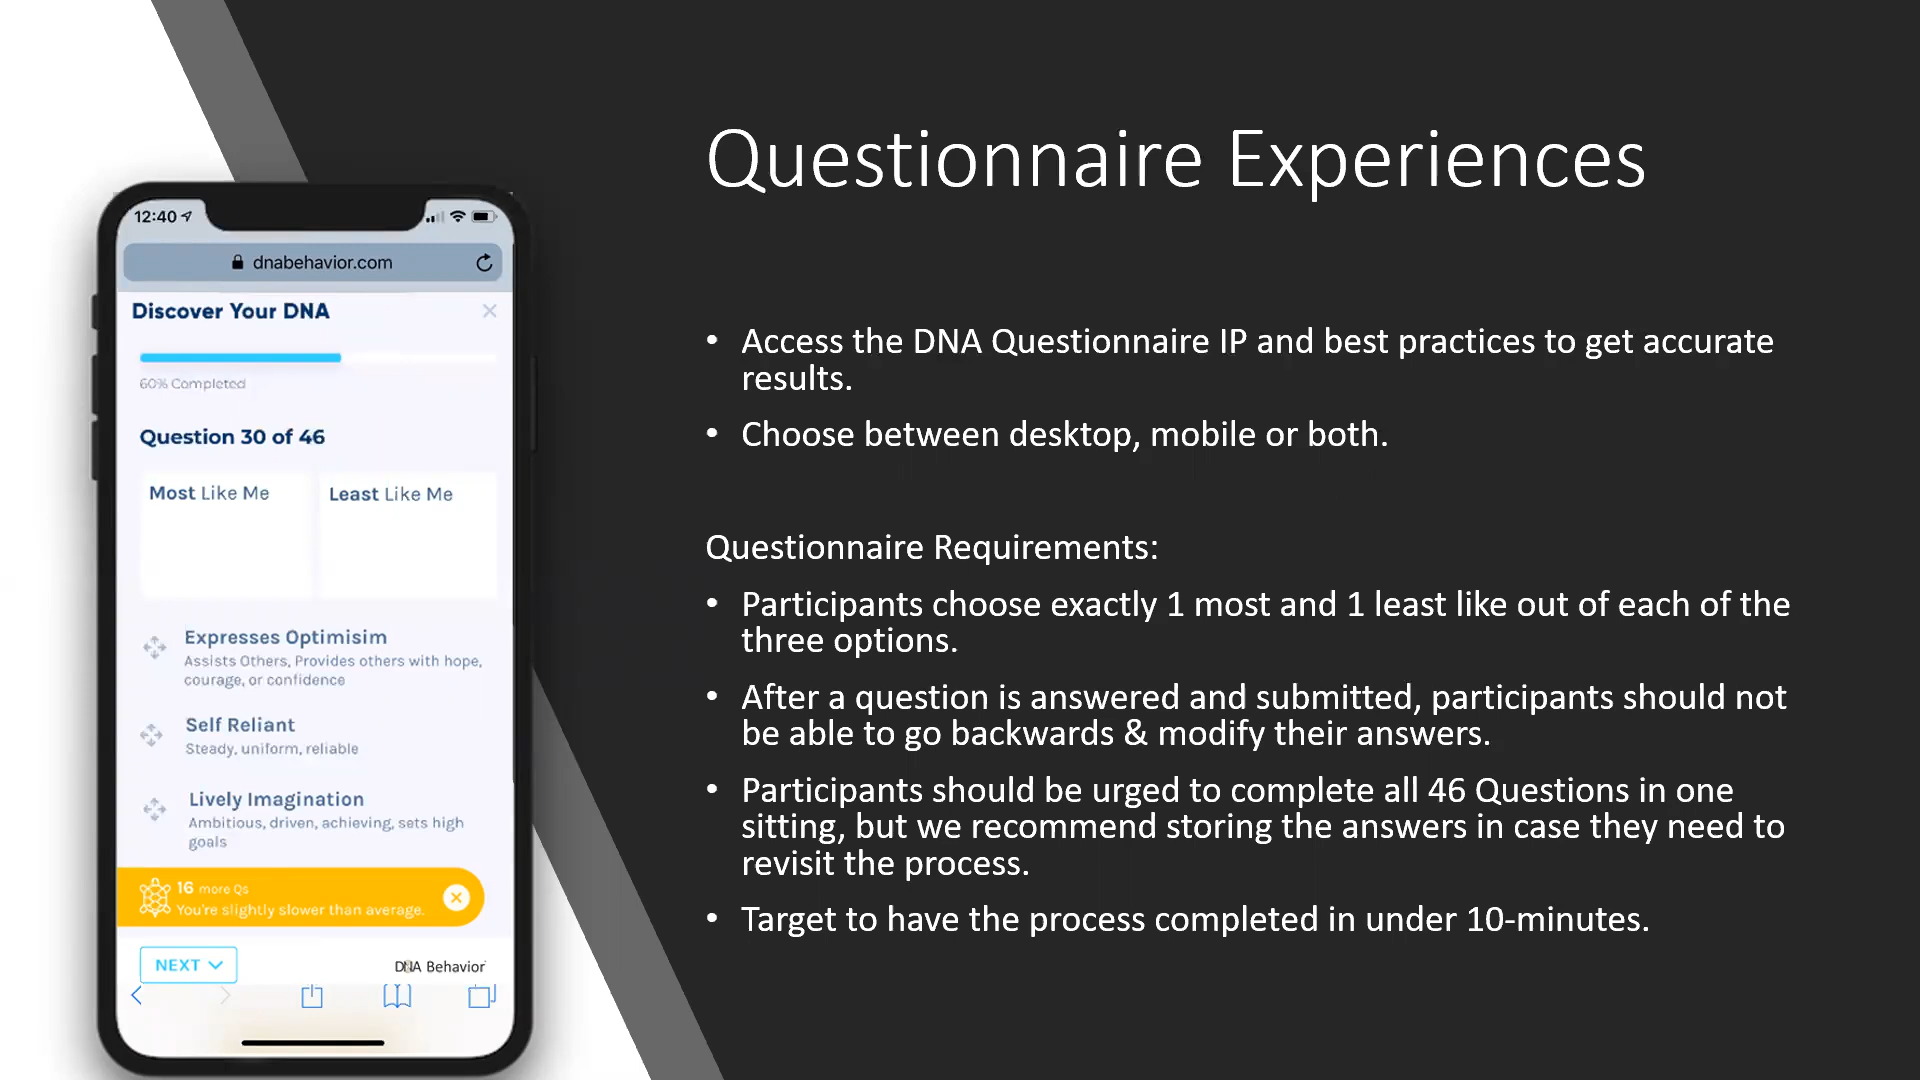 Questionnaire Experiences
• Access the DNA Questionnaire IP and best practices to get accurate
results.
• Choose between desktop, mobile or both.
Questionnaire Requirements:
• Participants choose exactly 1 most and 1 least like out of each of the
three options.
• After a question is answered and submitted, participants should not
be able to go backwards & modify their answers.
• Participants should be urged to complete all 46 Questions in one
sitting, but we recommend storing the answers in case they need to
revisit the process.
• Target to have the process completed in under 10-minutes.
12:40
dnabehavior.com
Discover Your DNA
60% Completed
Question 30 of 46
Most Like Me
Least Like Me
Expresses Optimisim
Assists Others, Provides others with hope,
courage, or confidence
Self Reliant
Steady, uniform, reliable
Lively Imagination
Ambitious, driven, achieving, sets high
goals
16 more Qs
You're slightly slower than average.
NEXT
DNA Behavior